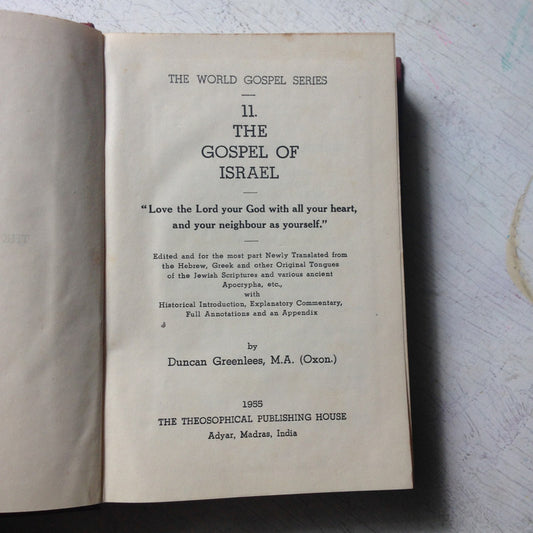 THE WORLD GOSPEL SERIES
11.
THE
GOSPEL OF
ISRAEL
"Love the Lord your God with all your heart,
and your neighbour as yourself."
Edited and for the most part Newly Translated from
the Hebrew, Greek and other Original Tongues
of the Jewish Scriptures and various ancient
Apocrypha, etc.,
with
Historical Introduction, Explanatory Commentary,
Full Annotations and an Appendix
by
Duncan Greenlees, M.A. (Oxon.)
1955
THE THEOSOPHICAL PUBLISHING HOUSE
Adyar, Madras, India